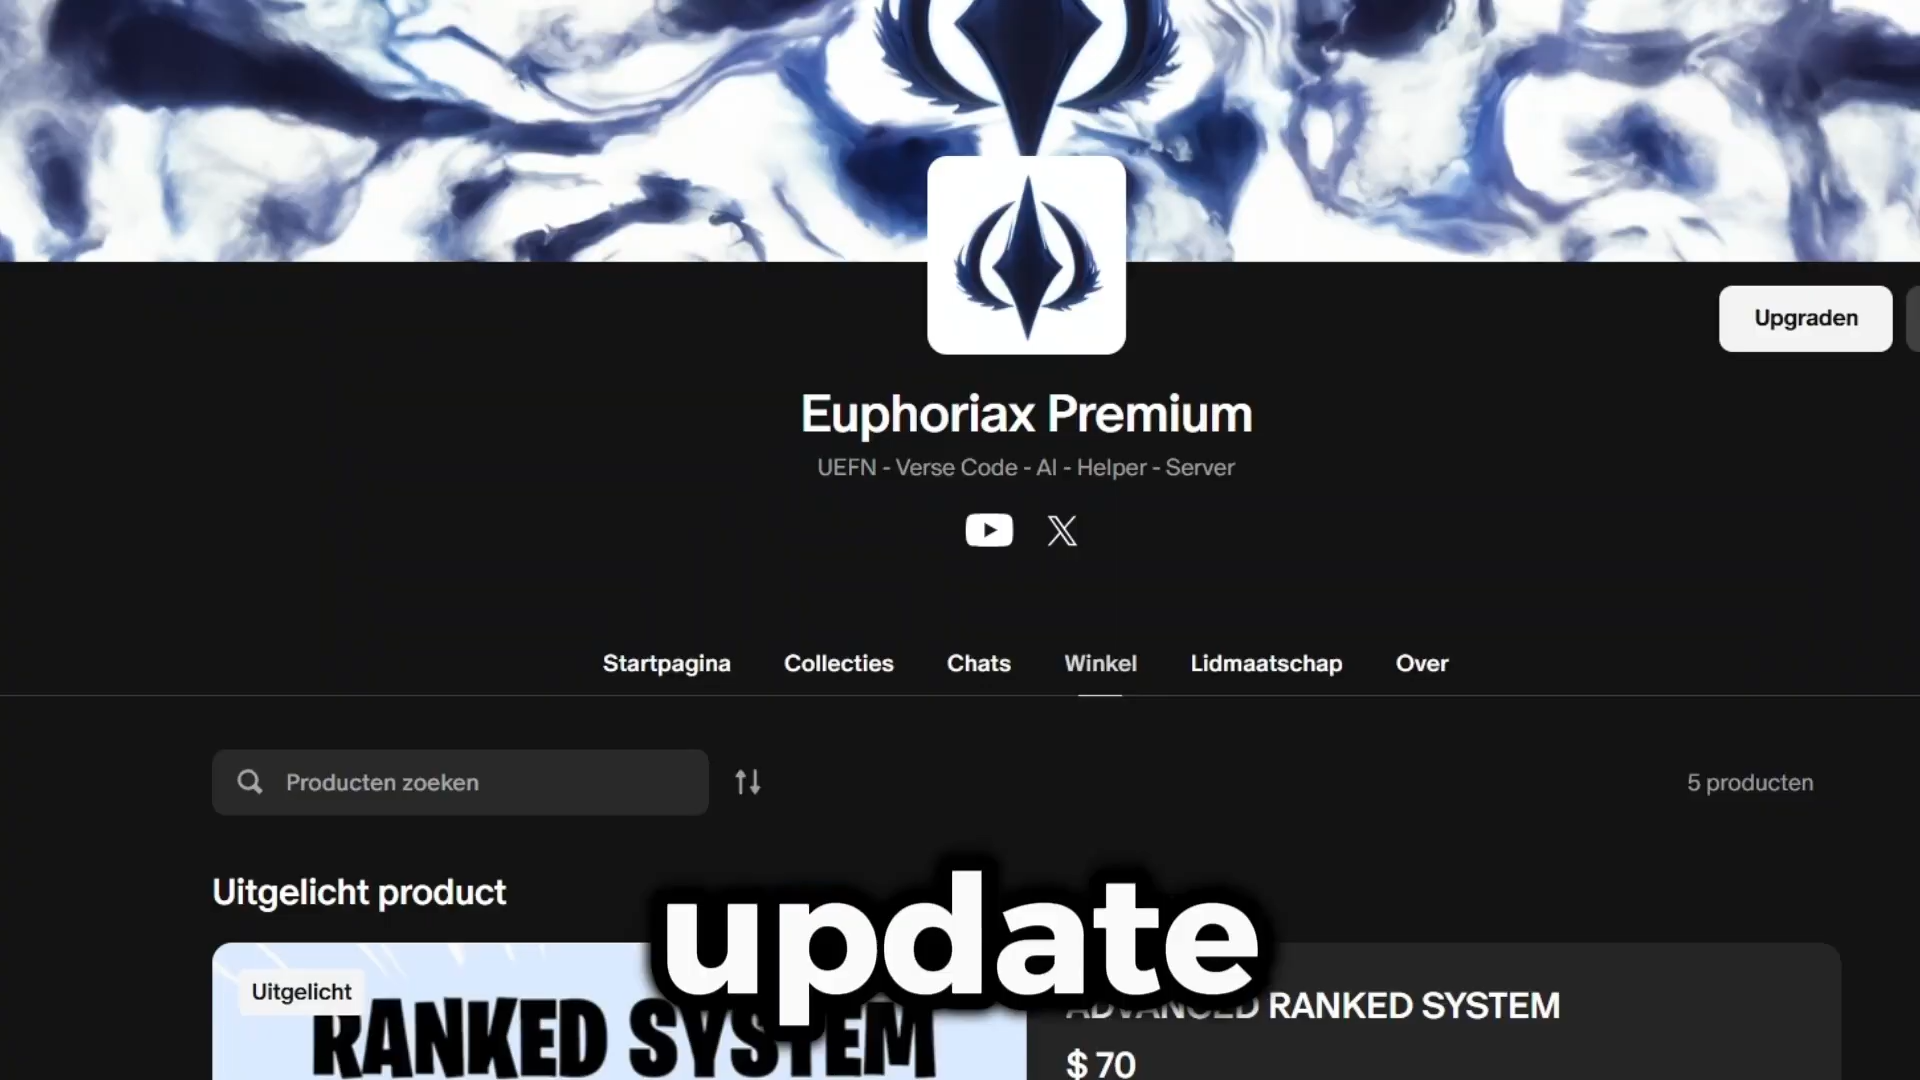 Upgraden
Euphoriax Premium
UEFN - Verse Code - AI - Helper - Server
Startpagina Collecties Chats Winkel Lidmaatschap Over
Producten zoeken
5 producten
Uitgelicht product
update
Uitgelicht
RANKED SYSTEM
ADVANCED RANKED SYSTEM
$ 70